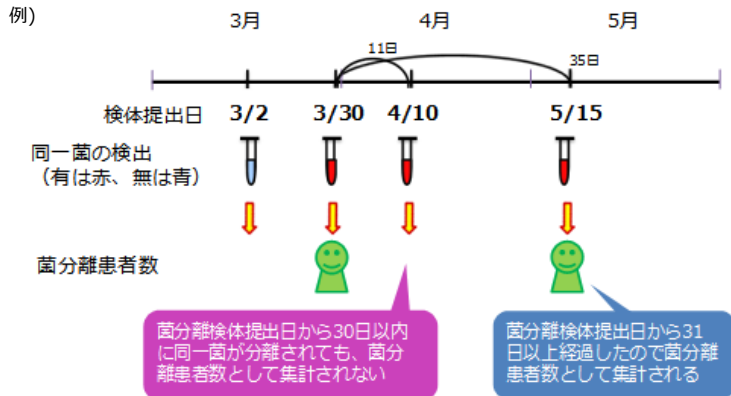 例)
3月 4月 5月
11日
35日
検体提出日 3/2 3/30 4/10 5/15
同一菌の検出
（有は赤、無は青）
菌分離患者数
菌分離検体提出日から30日以内
に同一菌が分離されても、菌分
離患者数として集計されない
菌分離検体提出日から31
日以上経過したので菌分離
患者数として集計される